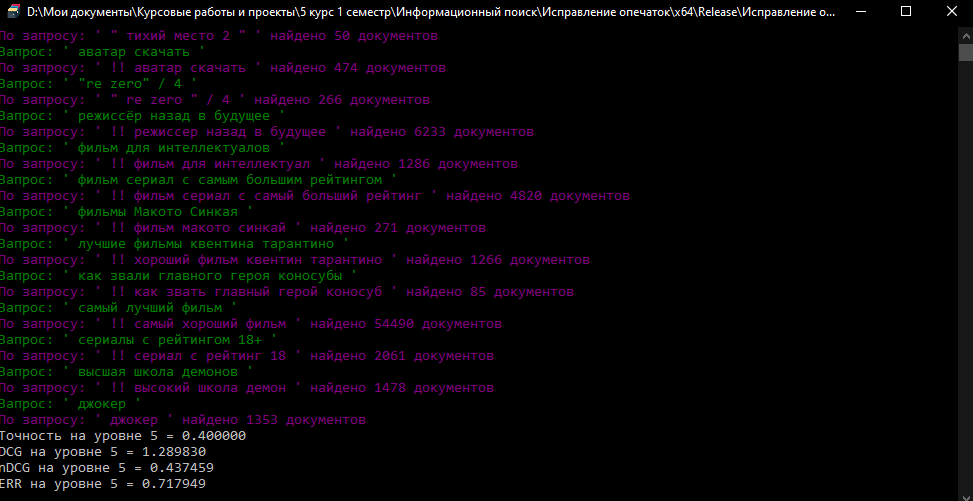 D:\Мои документы\Курсовые работы и проекты\5 курс 1 семестр\Информационный поиск\Исправление опечаток\x64\Release\Исправление о...
По запросу: ' " тихий место 2 " ' найдено 50 документов
Запрос: ' аватар скачать '
По запросу: ' !! аватар скачать ' найдено 474 документов
Запрос: ' "re zero" / 4 '
По запросу: ' " re zero " / 4 ' найдено 266 документов
Запрос: ' режиссёр назад в будущее '
По запросу: ' !! режиссер назад в будущее ' найдено 6233 документов
Запрос: ' фильм для интеллектуалов '
По запросу: ' !! фильм для интеллектуал ' найдено 1286 документов
Запрос: ' фильм сериал с самым большим рейтингом '
По запросу: ' !! фильм сериал с самый больший рейтинг ' найдено 4820 документов
Запрос: ' фильмы Макото Синкая '
По запросу: ' !! фильм макото синкай ' найдено 271 документов
Запрос: ' лучшие фильмы квентина тарантино '
По запросу: ' !! хороший фильм квентин тарантино ' найдено 1266 документов
Запрос: ' как звали главного героя коносубы '
По запросу: ' !! как звать главный герой коносуб ' найдено 85 документов
Запрос: ' самый лучший фильм '
По запросу: ' !! самый хороший фильм ' найдено 54490 документов
Запрос: ' сериалы с рейтингом 18+ '
По запросу: ' !! сериал с рейтинг 18 ' найдено 2061 документов
Запрос: ' высшая школа демонов '
По запросу: ' !! высокий школа демон ' найдено 1478 документов
Запрос: ' джокер '
По запросу: ' джокер ' найдено 1353 документов
Точность на уровне 5 = 0.400000
DCG на уровне 5 = 1.289830
nDCG на уровне 5 = 0.437459
ERR на уровне 5 = 0.717949